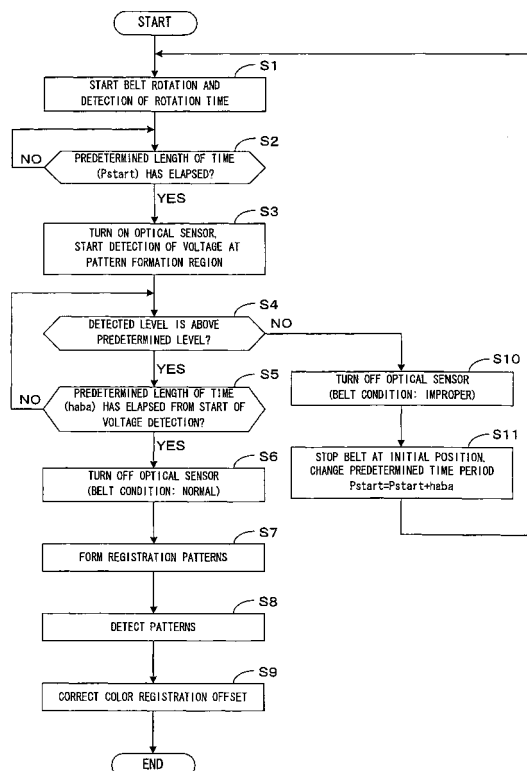 START
S1
START BELT ROTATION AND
DETECTION OF ROTATION TIME
S2
NO
PREDETERMINED LENGTH OF TIME
(Pstart) HAS ELAPSED?
YES
S3
TURN ON OPTICAL SENSOR,
START DETECTION OF VOLTAGE AT
PATTERN FORMATION REGION
S4
DETECTED LEVEL IS ABOVE
PREDETERMINED LEVEL?
NO
YES
S5
NO
PREDETERMINED LENGTH OF TIME
(haba) HAS ELAPSED FROM START OF
VOLTAGE DETECTION?
YES
S10
TURN OFF OPTICAL SENSOR
(BELT CONDITION: IMPROPER)
S11
STOP BELT AT INITIAL POSITION,
CHANGE PREDETERMINED TIME PERIOD
Pstart=Pstart+haba
S6
TURN OFF OPTICAL SENSOR
(BELT CONDITION: NORMAL)
S7
FORM REGISTRATION PATTERNS
S8
DETECT PATTERNS
S9
CORRECT COLOR REGISTRATION OFFSET
END